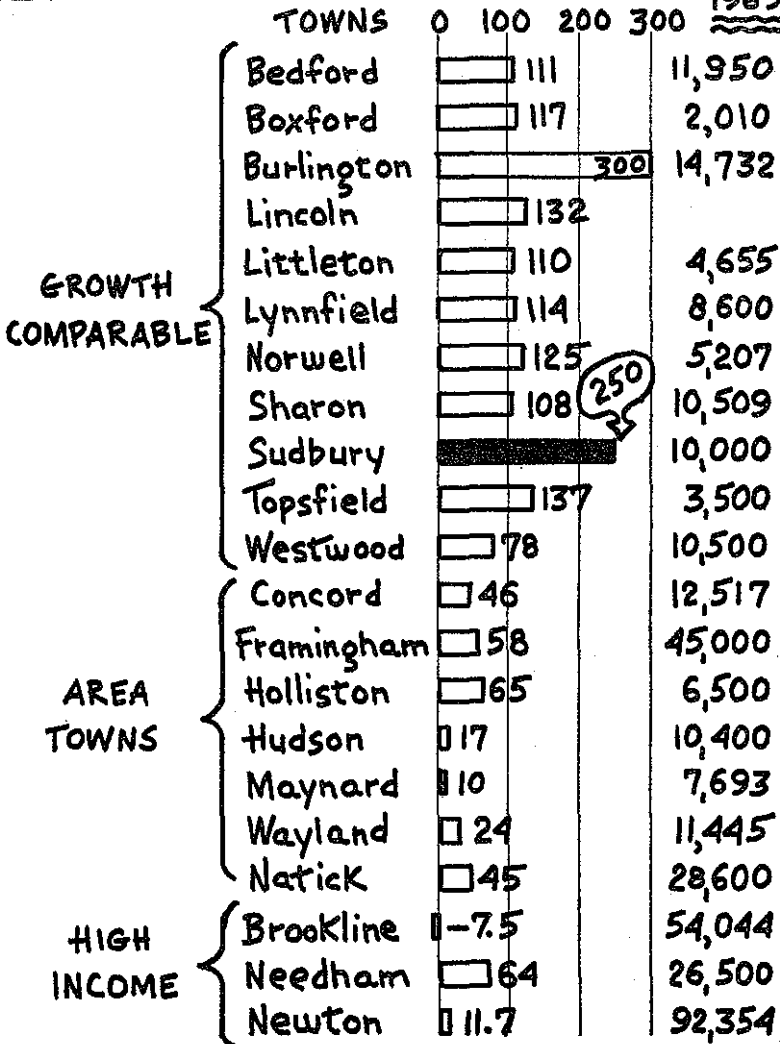 TOWNS 0 100 200 300
Bedford 111 11,950
Boxford 117 2,010
Burlington 300 14,732
Lincoln 132
Littleton 110 4,655
GROWTH COMPARABLE
Lynnfield 114 8,600
Norwell 125 5,207
Sharon 108 10,509
Sudbury 250 10,000
Topsfield 137 3,500
Westwood 78 10,500
Concord 46 12,517
Framingham 58 45,000
Holliston 65 6,500
AREA TOWNS
Hudson 17 10,400
Maynard 10 7,693
Wayland 24 11,445
Natick 45 28,600
Brookline -7.5 54,044
HIGH INCOME
Needham 64 26,500
Newton 11.7 92,354